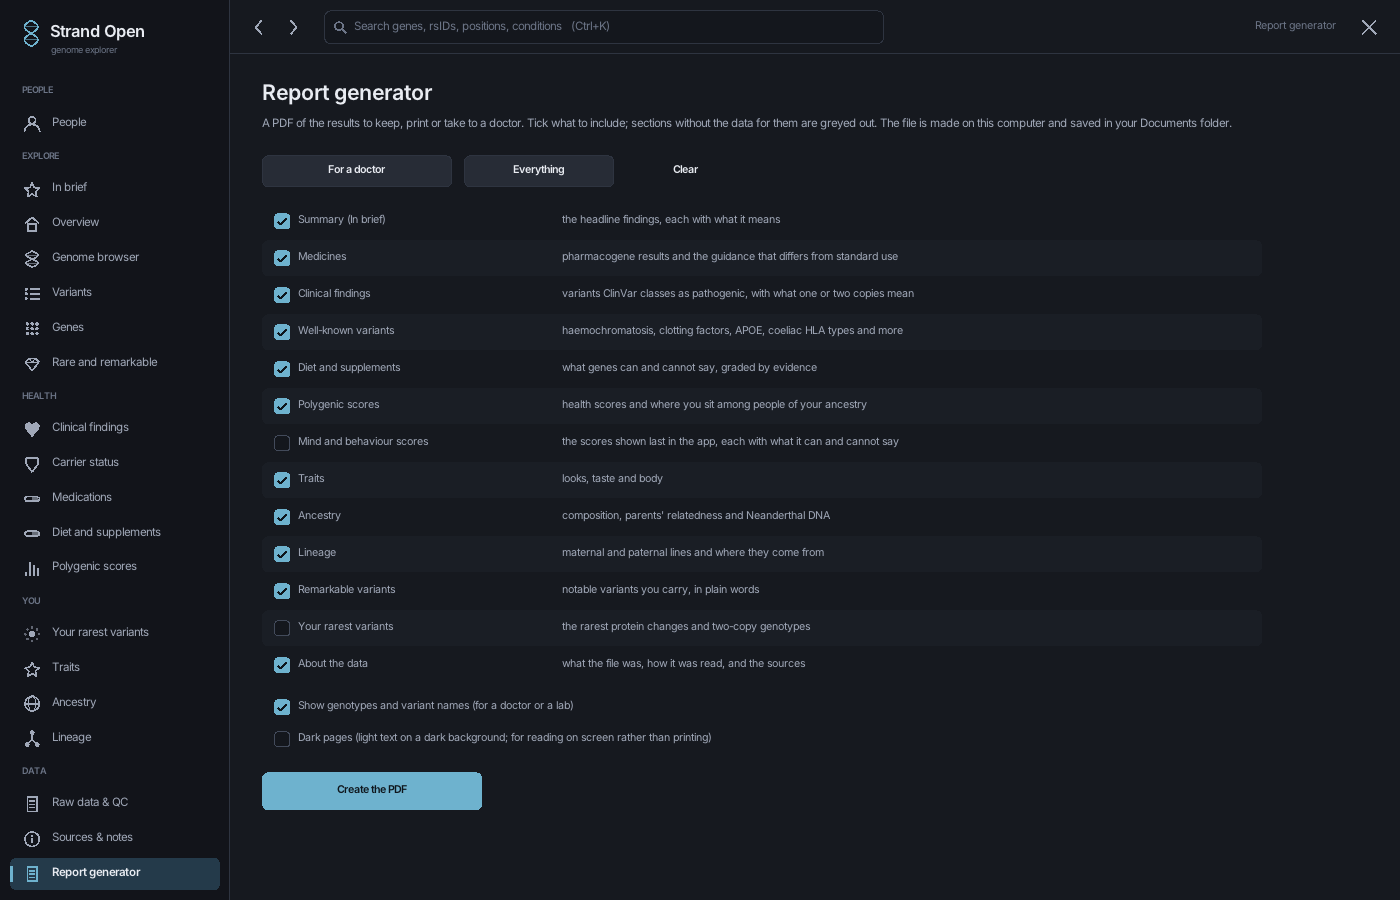 Strand Open
genome explorer
PEOPLE
People
EXPLORE
In brief
Overview
Genome browser
Variants
Genes
Rare and remarkable
HEALTH
Clinical findings
Carrier status
Medications
Diet and supplements
Polygenic scores
YOU
Your rarest variants
Traits
Ancestry
Lineage
DATA
Raw data & QC
Sources & notes
Report generator
Search genes, rsIDs, positions, conditions (Ctrl+K)
Report generator
Report generator
A PDF of the results to keep, print or take to a doctor. Tick what to include; sections without the data for them are greyed out. The file is made on this computer and saved in your Documents folder.
For a doctor Everything Clear
Summary (In brief) the headline findings, each with what it means
Medicines pharmacogene results and the guidance that differs from standard use
Clinical findings variants ClinVar classes as pathogenic, with what one or two copies mean
Well-known variants haemochromatosis, clotting factors, APOE, coeliac HLA types and more
Diet and supplements what genes can and cannot say, graded by evidence
Polygenic scores health scores and where you sit among people of your ancestry
Mind and behaviour scores the scores shown last in the app, each with what it can and cannot say
Traits looks, taste and body
Ancestry composition, parents' relatedness and Neanderthal DNA
Lineage maternal and paternal lines and where they come from
Remarkable variants notable variants you carry, in plain words
Your rarest variants the rarest protein changes and two-copy genotypes
About the data what the file was, how it was read, and the sources
Show genotypes and variant names (for a doctor or a lab)
Dark pages (light text on a dark background; for reading on screen rather than printing)
Create the PDF